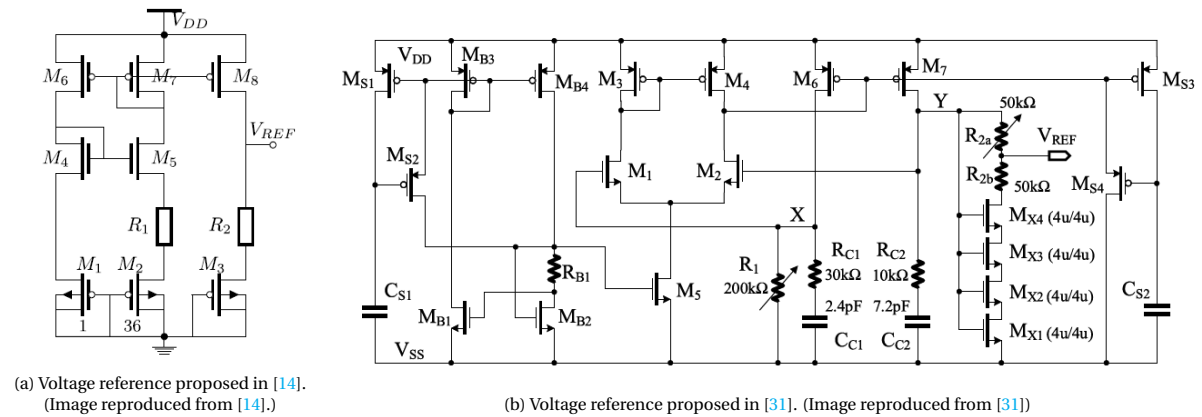 V_DD
M_6
M_7
M_8
V_REF
M_4
M_5
R_1
R_2
M_1
M_2
M_3
1
36
(a) Voltage reference proposed in [14].
(Image reproduced from [14].)
V_DD
M_B3
M_S1
M_B4
M_3
M_4
M_6
M_7
M_S3
Y
50kΩ
R_2a
V_REF
M_S2
M_1
M_2
R_2b
50kΩ
M_S4
X
M_X4 (4u/4u)
R_B1
R_1
200kΩ
R_C1
30kΩ
R_C2
10kΩ
M_X3 (4u/4u)
M_5
M_X2 (4u/4u)
C_S1
C_S2
M_B1
M_B2
2.4pF
7.2pF
C_C1
C_C2
M_X1 (4u/4u)
V_SS
(b) Voltage reference proposed in [31]. (Image reproduced from [31])